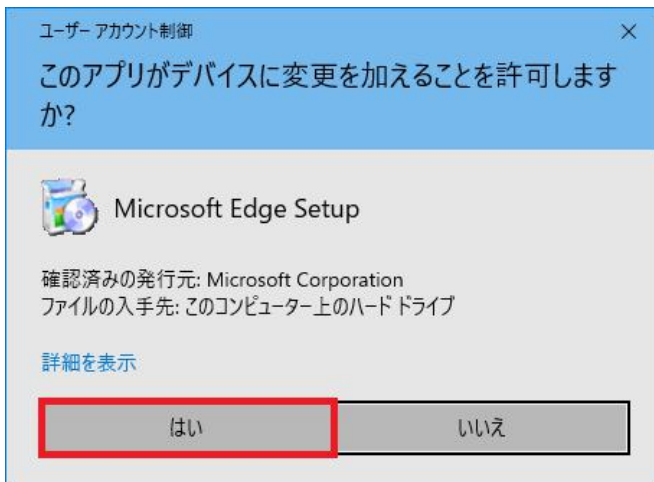 ユーザー アカウント制御
このアプリがデバイスに変更を加えることを許可します
か?
Microsoft Edge Setup
確認済みの発行元: Microsoft Corporation
ファイルの入手先: このコンピューター上のハード ドライブ
詳細を表示
はい
いいえ